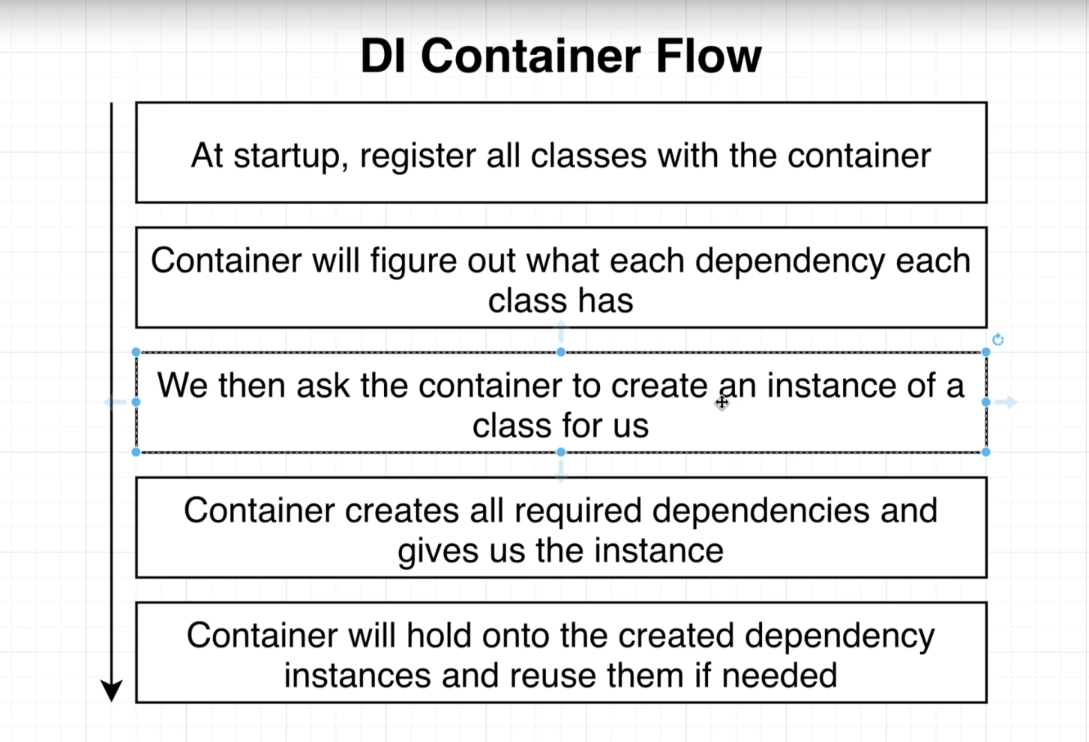 DI Container Flow
At startup, register all classes with the container
Container will figure out what each dependency each
class has
We then ask the container to create an instance of a
class for us
Container creates all required dependencies and
gives us the instance
Container will hold onto the created dependency
instances and reuse them if needed